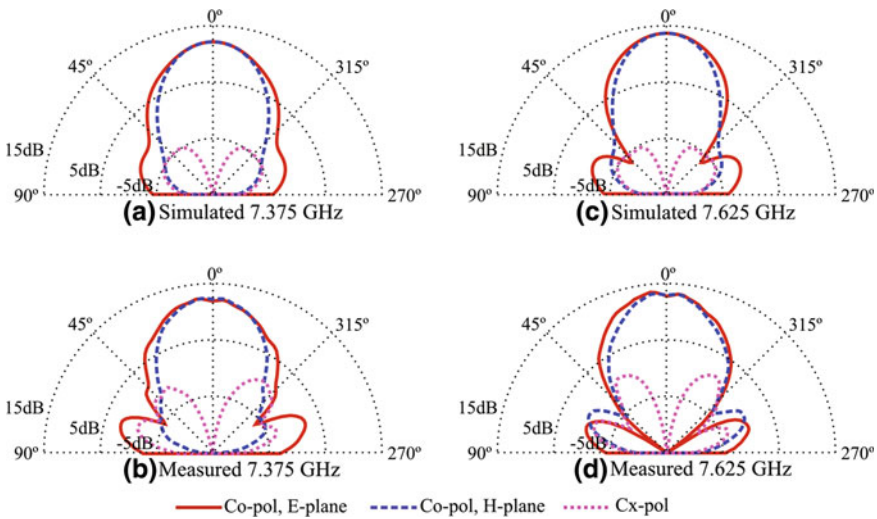 0º
45º
315º
15dB
5dB
-5dB
90º
270º
(a) Simulated 7.375 GHz
0º
45º
315º
15dB
5dB
-5dB
90º
270º
(c) Simulated 7.625 GHz
0º
45º
315º
15dB
5dB
-5dB
90º
270º
(b) Measured 7.375 GHz
0º
45º
315º
15dB
5dB
-5dB
90º
270º
(d) Measured 7.625 GHz
Co-pol, E-plane Co-pol, H-plane Cx-pol